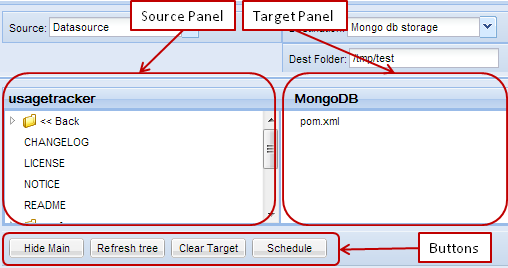 Source Panel
Target Panel
Source: Datasource
Mongo db storage
Dest Folder: /tmp/test
usagetracker
MongoDB
<< Back
pom.xml
CHANGELOG
LICENSE
NOTICE
README
Hide Main
Refresh tree
Clear Target
Schedule
Buttons